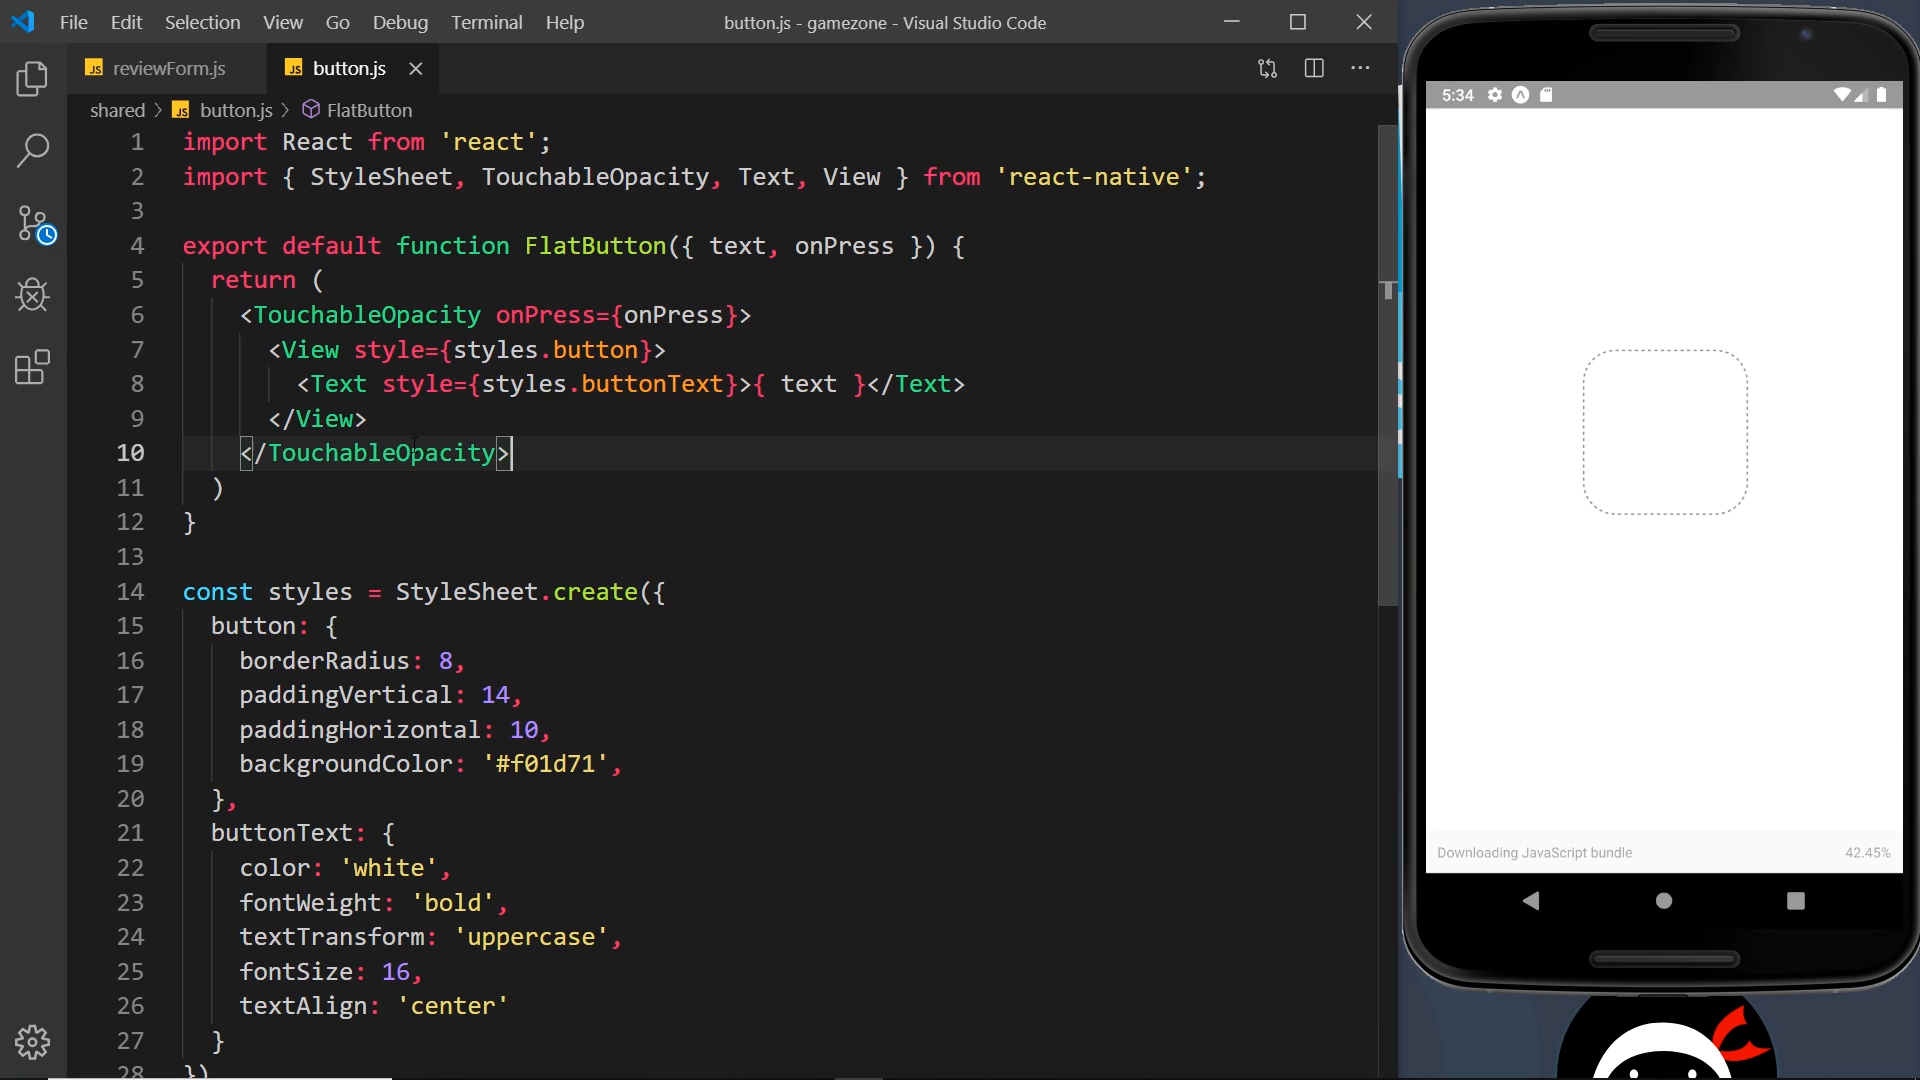 File Edit Selection View Go Debug Terminal Help button.js - gamezone - Visual Studio Code
JS reviewForm.js JS button.js
shared > JS button.js > FlatButton
1 import React from 'react';
2 import { StyleSheet, TouchableOpacity, Text, View } from 'react-native';
3
4 export default function FlatButton({ text, onPress }) {
5 return (
6 <TouchableOpacity onPress={onPress}>
7 <View style={styles.button}>
8 <Text style={styles.buttonText}>{ text }</Text>
9 </View>
10 </TouchableOpacity>
11 )
12 }
13
14 const styles = StyleSheet.create({
15 button: {
16 borderRadius: 8,
17 paddingVertical: 14,
18 paddingHorizontal: 10,
19 backgroundColor: '#f01d71',
20 },
21 buttonText: {
22 color: 'white',
23 fontWeight: 'bold',
24 textTransform: 'uppercase',
25 fontSize: 16,
26 textAlign: 'center'
27 }
28 })
5:34
Downloading JavaScript bundle 42.45%